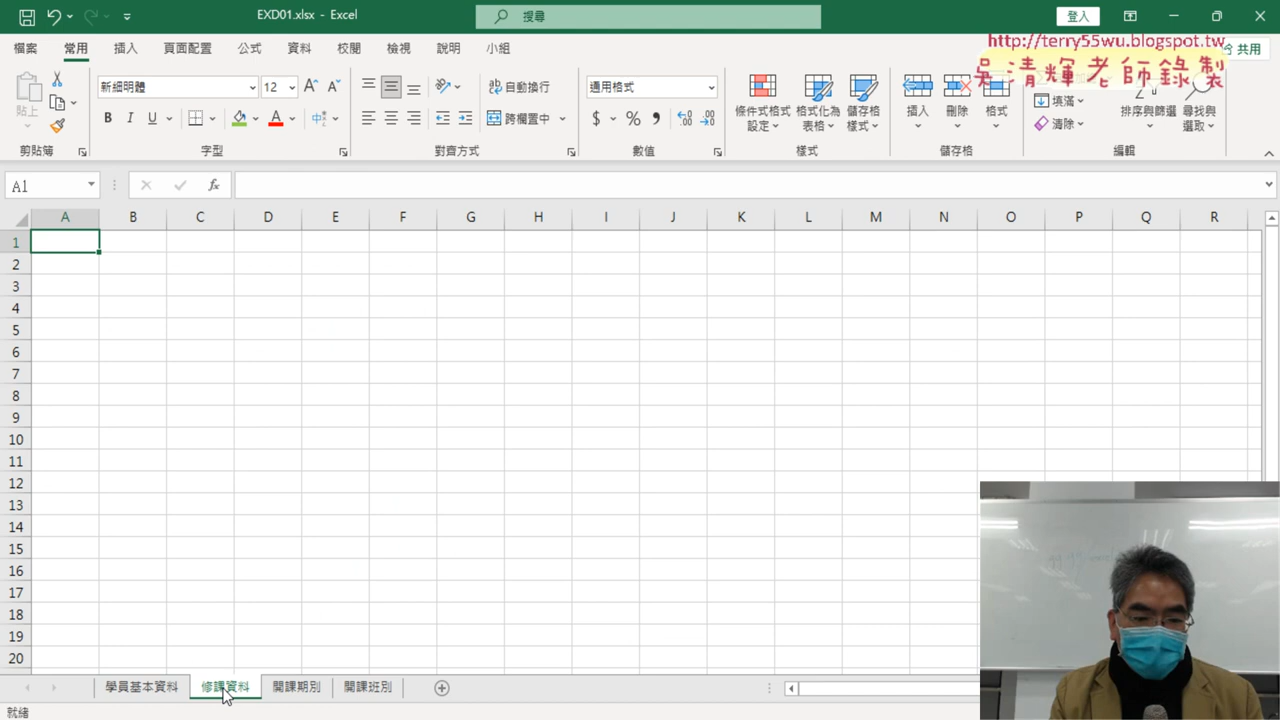 EXD01.xlsx - Excel
搜尋
登入
http://terry55wu.blogspot.tw
吳清輝老師錄製
檔案 常用 插入 頁面配置 公式 資料 校閱 檢視 說明 小組 共用
貼上
新細明體 12
B I U
自動換行
跨欄置中
通用格式
$ % ,
條件式格式設定
格式化為表格
儲存格樣式
插入 刪除 格式
填滿
清除
排序與篩選
尋找與選取
剪貼簿 字型 對齊方式 數值 樣式 儲存格 編輯
A1
fx
A B C D E F G H I J K L M N O P Q R
1
2
3
4
5
6
7
8
9
10
11
12
13
14
15
16
17
18
19
20
學員基本資料 修課資料 開課期別 開課班別
就緒